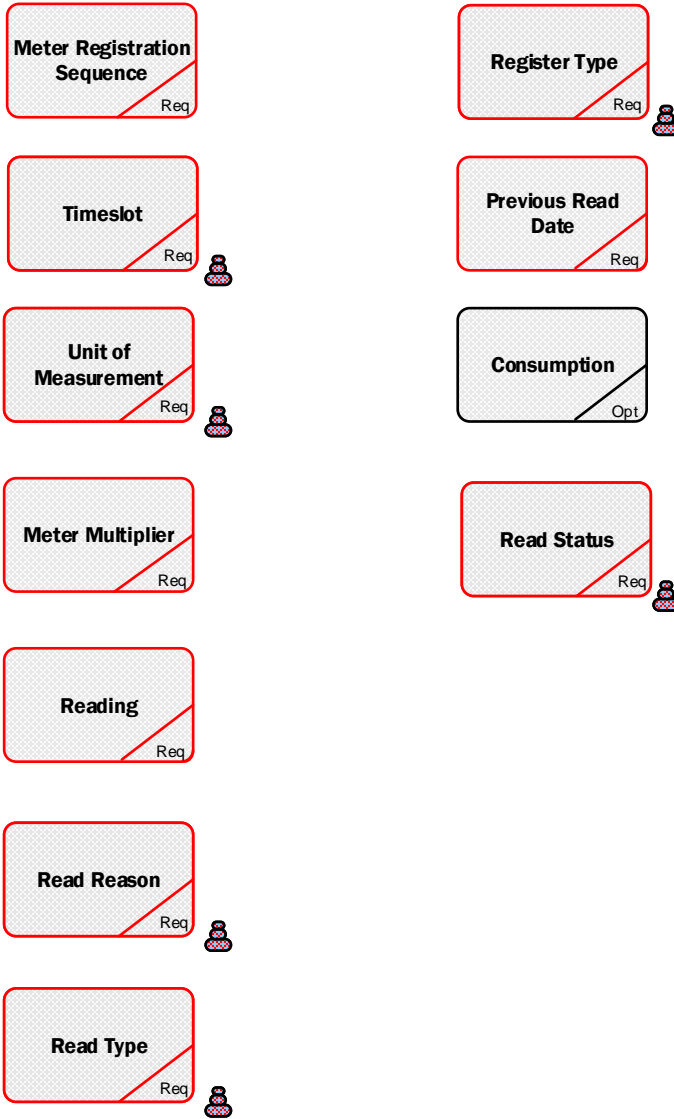 Meter Registration
Sequence
Req
Register Type
Req
Timeslot
Req
Previous Read
Date
Req
Unit of
Measurement
Req
Consumption
Opt
Meter Multiplier
Req
Read Status
Req
Reading
Req
Read Reason
Req
Read Type
Req